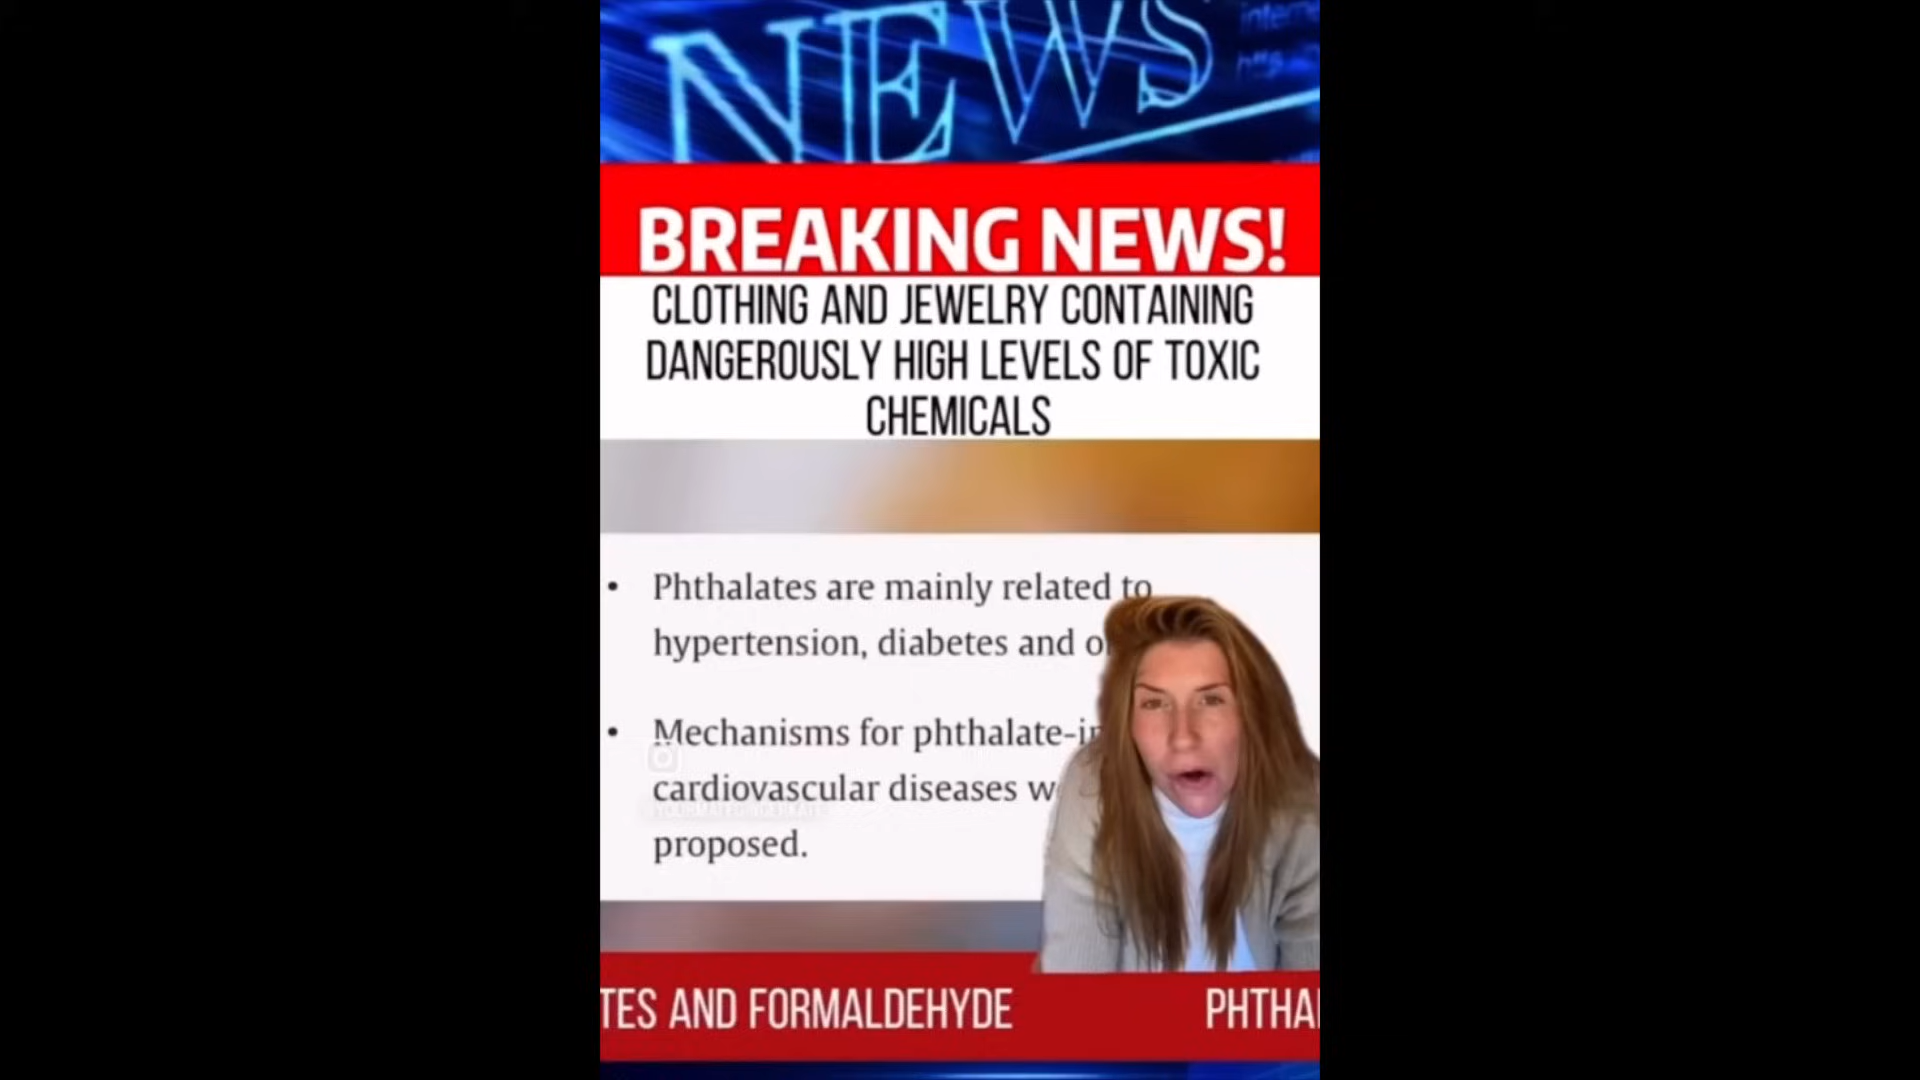 NEWS
BREAKING NEWS!
CLOTHING AND JEWELRY CONTAINING
DANGEROUSLY HIGH LEVELS OF TOXIC
CHEMICALS
• Phthalates are mainly related to
hypertension, diabetes and
• Mechanisms for
cardiovascular diseases
proposed.
TES AND FORMALDEHYDE PHTHA